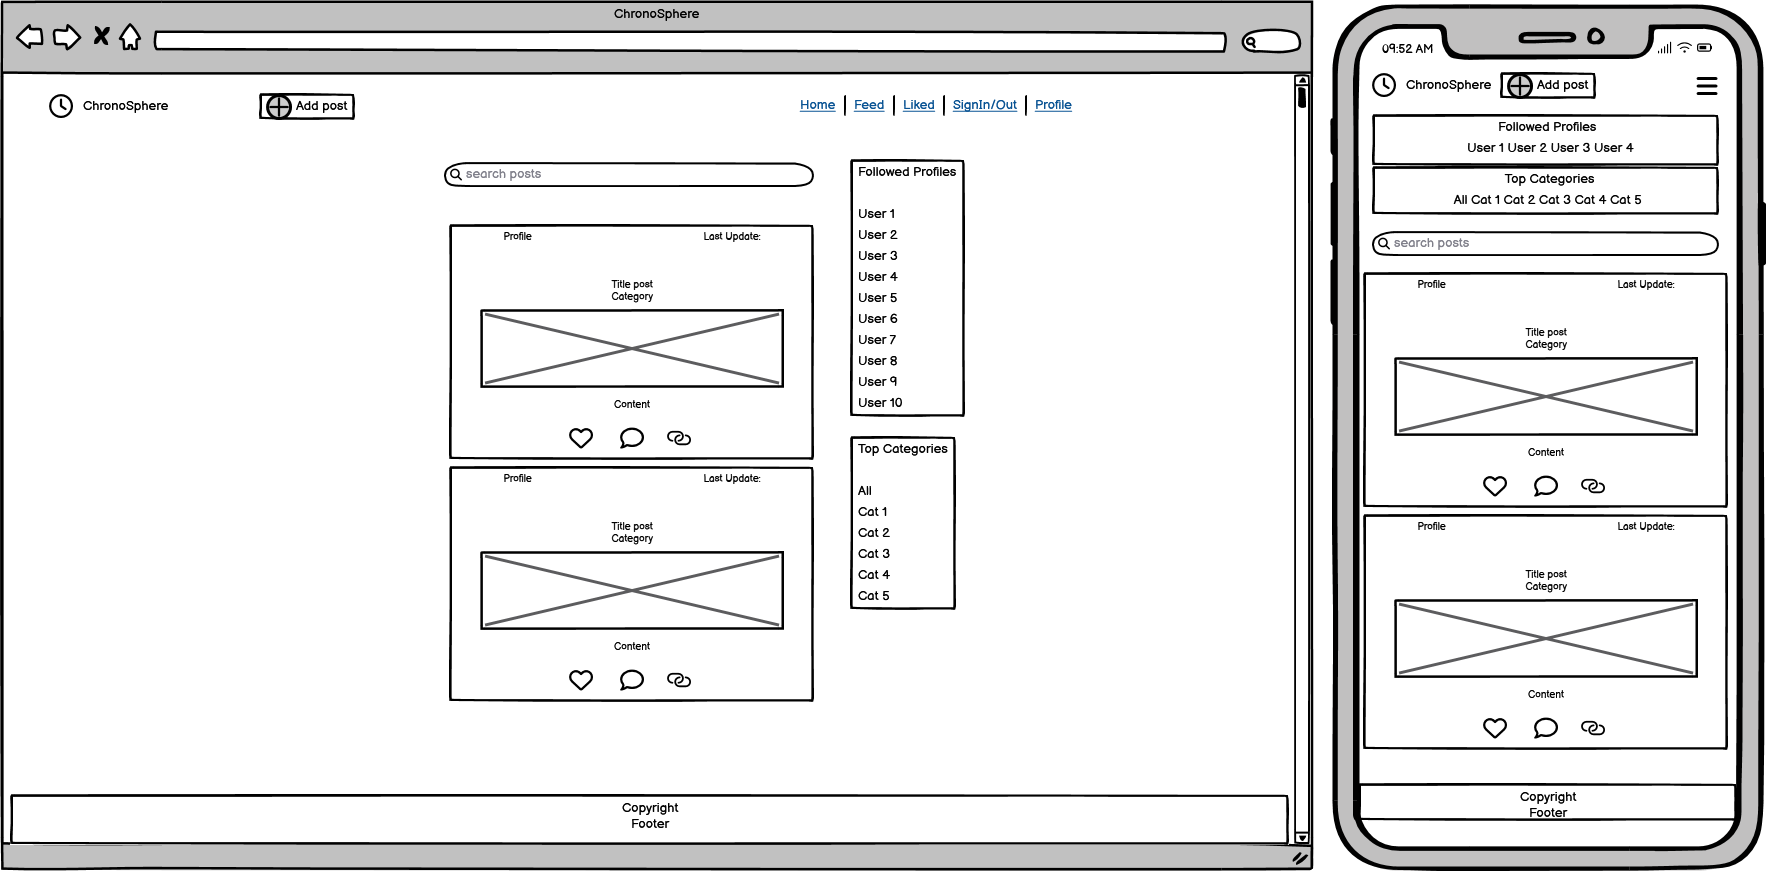 ChronoSphere
ChronoSphere
Add post
Home Feed Liked SignIn/Out Profile
search posts
Profile Last Update:
Title post
Category
Content
Profile Last Update:
Title post
Category
Content
Followed Profiles
User 1
User 2
User 3
User 4
User 5
User 6
User 7
User 8
User 9
User 10
Top Categories
All
Cat 1
Cat 2
Cat 3
Cat 4
Cat 5
Copyright
Footer
09:52 AM
ChronoSphere
Add post
Followed Profiles
User 1 User 2 User 3 User 4
Top Categories
All Cat 1 Cat 2 Cat 3 Cat 4 Cat 5
search posts
Profile Last Update:
Title post
Category
Content
Profile Last Update:
Title post
Category
Content
Copyright
Footer